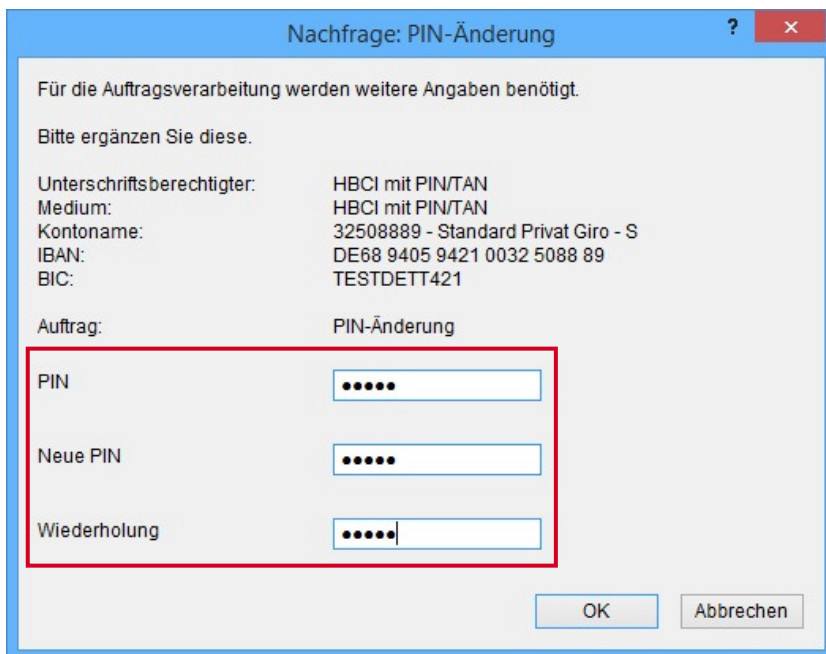 Nachfrage: PIN-Änderung
?
×
Für die Auftragsverarbeitung werden weitere Angaben benötigt.
Bitte ergänzen Sie diese.
Unterschriftsberechtigter: HBCI mit PIN/TAN
Medium: HBCI mit PIN/TAN
Kontoname: 32508889 - Standard Privat Giro - S
IBAN: DE68 9405 9421 0032 5088 89
BIC: TESTDETT421
Auftrag: PIN-Änderung
PIN •••••
Neue PIN •••••
Wiederholung •••••
OK Abbrechen